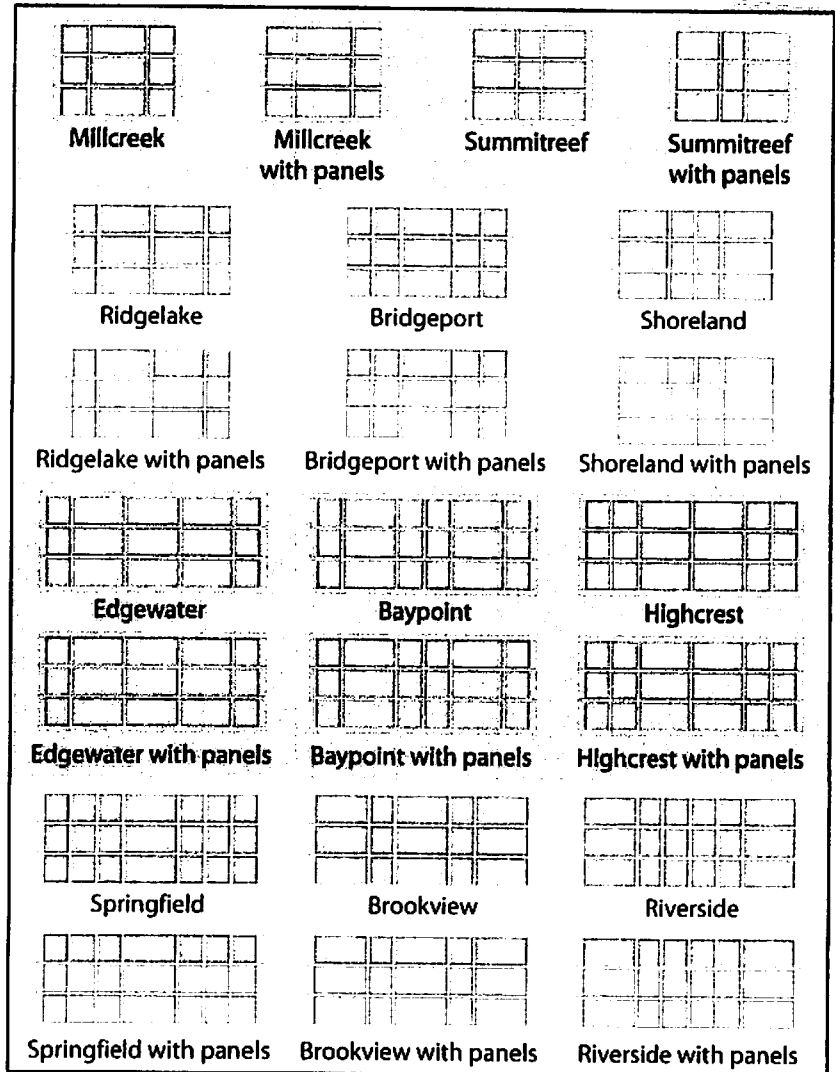 Millcreek
Millcreek
with panels
Summitreef
Summitreef
with panels
Ridgelake
Bridgeport
Shoreland
Ridgelake with panels
Bridgeport with panels
Shoreland with panels
Edgewater
Baypoint
Highcrest
Edgewater with panels
Baypoint with panels
Highcrest with panels
Springfield
Brookview
Riverside
Springfield with panels
Brookview with panels
Riverside with panels